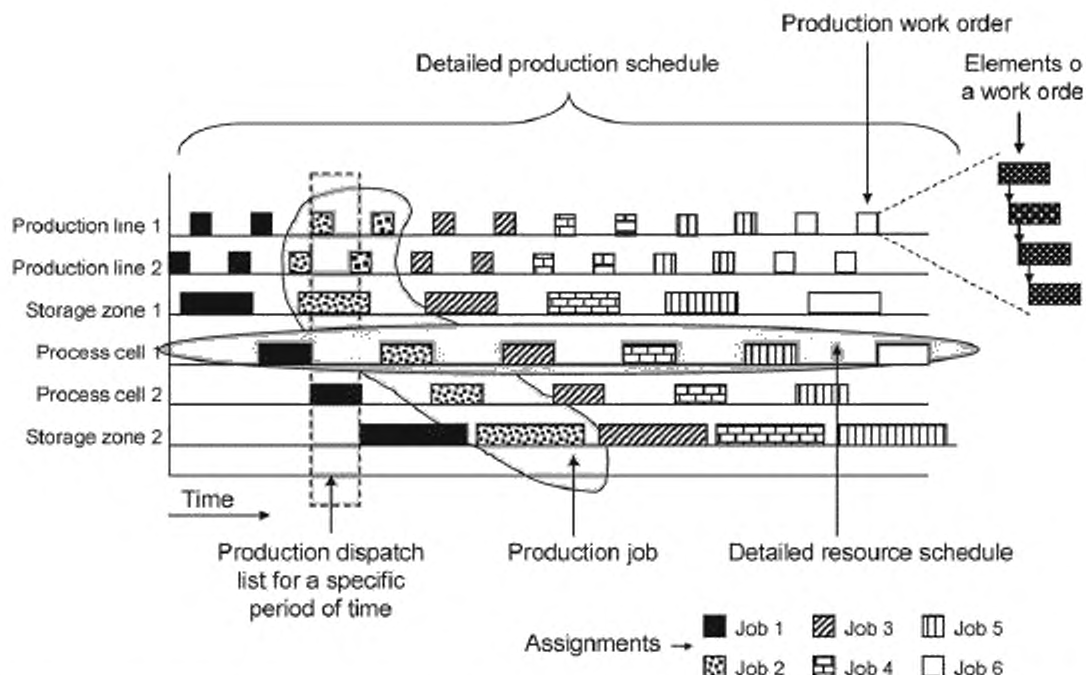 Production work order
Detailed production schedule
Elements o
a work orde
Production line 1
Production line 2
Storage zone 1
Process cell 1
Process cell 2
Storage zone 2
Time
Production dispatch
list for a specific
period of time
Production job
Detailed resource schedule
Assignments
Job 1
Job 3
Job 5
Job 2
Job 4
Job 6